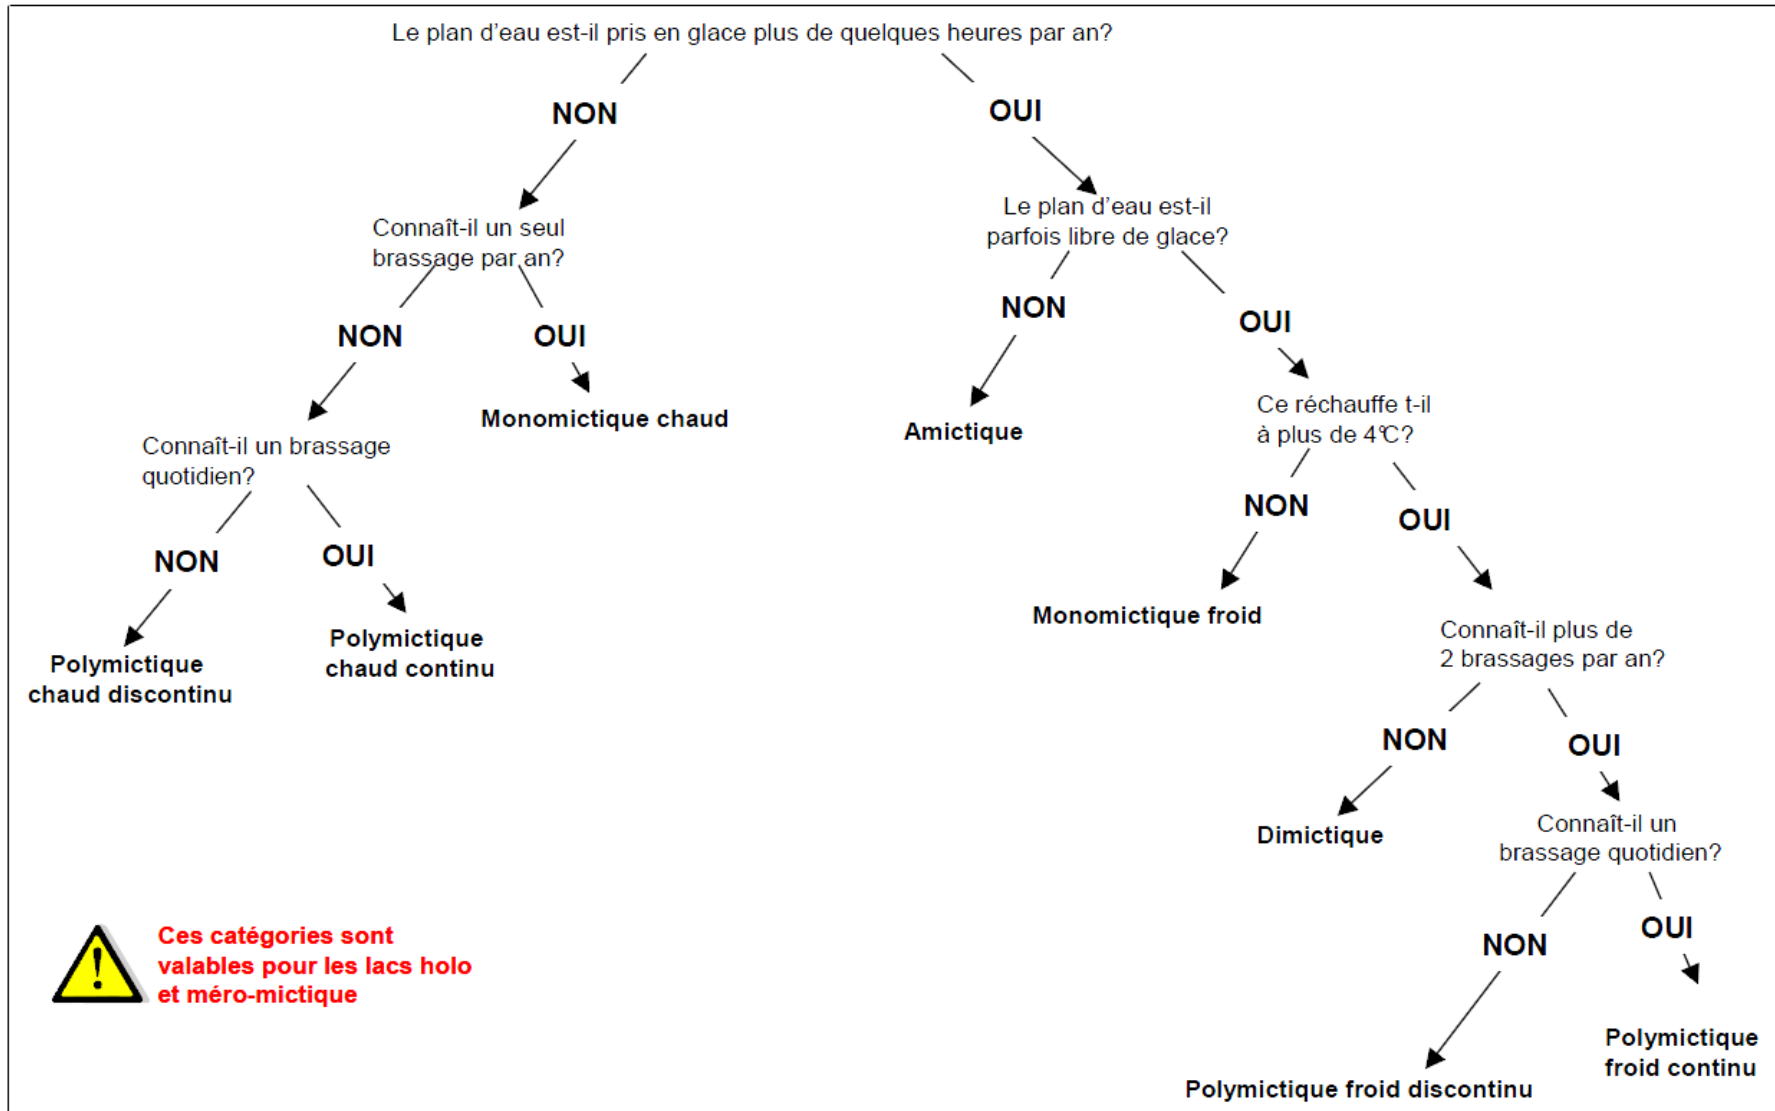 Le plan d'eau est-il pris en glace plus de quelques heures par an?
NON
OUI
Connaît-il un seul
brassage par an?
Le plan d'eau est-il
parfois libre de glace?
NON
OUI
NON
OUI
Monomictique chaud
Amictique
Ce réchauffe t-il
à plus de 4°C?
Connaît-il un brassage
quotidien?
NON
OUI
NON
OUI
Polymictique
chaud discontinu
Polymictique
chaud continu
Monomictique froid
Connaît-il plus de
2 brassages par an?
NON
OUI
Dimictique
Connaît-il un
brassage quotidien?
NON
OUI
Polymictique froid discontinu
Polymictique
froid continu
Ces catégories sont
valables pour les lacs holo
et méro-mictique